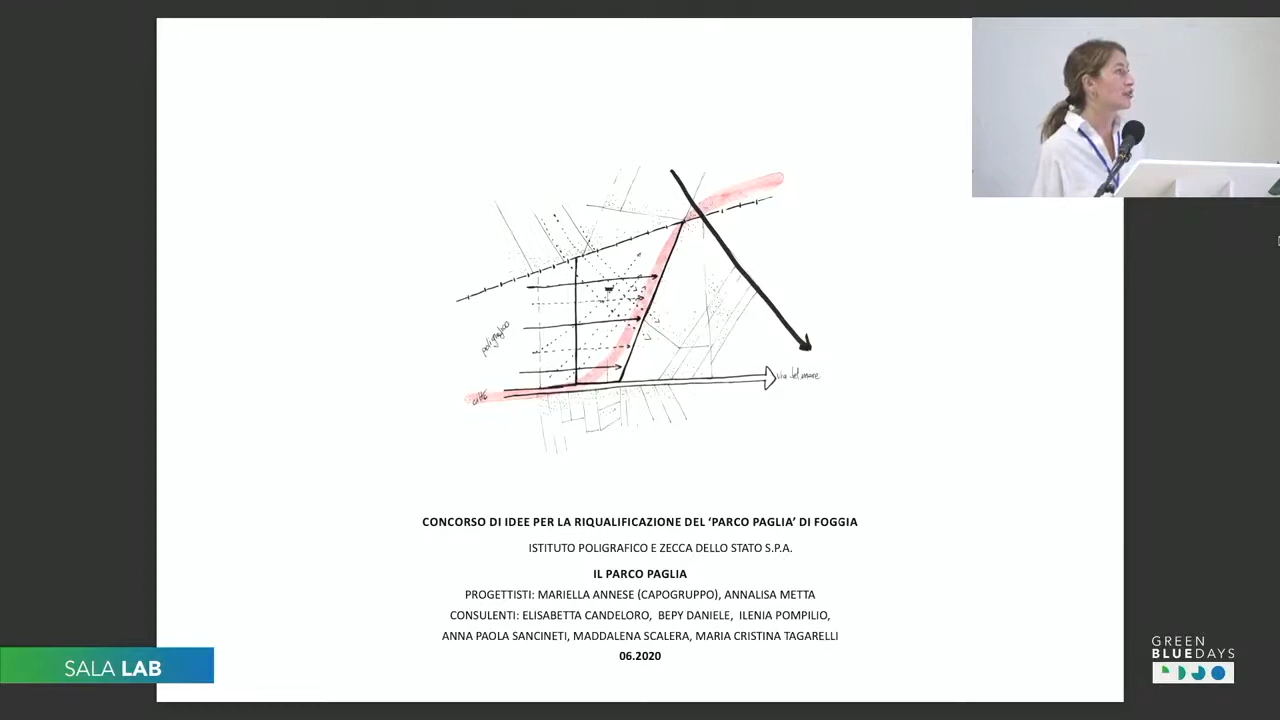 poligrafico
città
via del mare
CONCORSO DI IDEE PER LA RIQUALIFICAZIONE DEL ‘PARCO PAGLIA’ DI FOGGIA
ISTITUTO POLIGRAFICO E ZECCA DELLO STATO S.P.A.
IL PARCO PAGLIA
PROGETTISTI: MARIELLA ANNESE (CAPOGRUPPO), ANNALISA METTA
CONSULENTI: ELISABETTA CANDELORO, BEPY DANIELE, ILENIA POMPILIO,
ANNA PAOLA SANCINETI, MADDALENA SCALERA, MARIA CRISTINA TAGARELLI
06.2020
SALA LAB
GREEN
BLUEDAYS